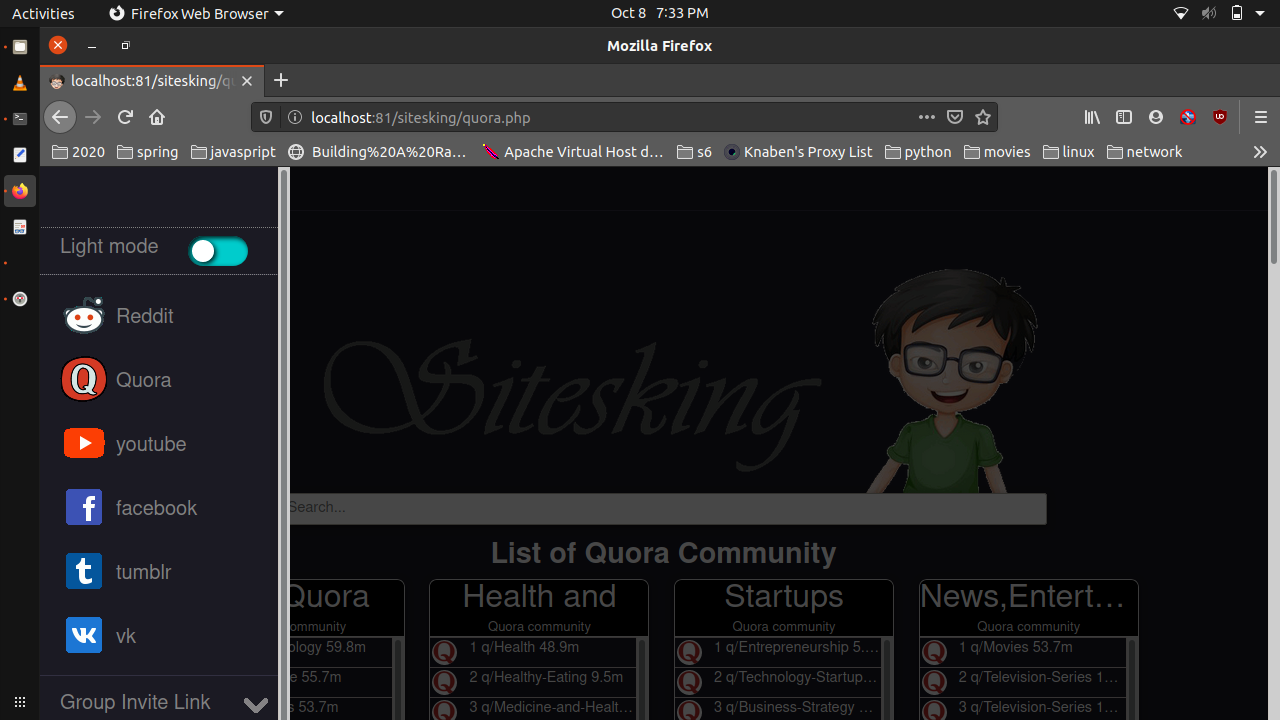 Activities Firefox Web Browser Oct 8 7:33 PM
Mozilla Firefox
localhost:81/sitesking/qu
localhost:81/sitesking/quora.php
2020 spring javasript Building%20A%20Ra… Apache Virtual Host d… s6 Knaben's Proxy List python movies linux network
Light mode
Reddit
Quora
youtube
facebook
tumblr
vk
Group Invite Link
Sitesking
Search...
List of Quora Community
Quora
ommunity
ology 59.8m
e 55.7m
s 53.7m
Health and
Quora community
1 q/Health 48.9m
2 q/Healthy-Eating 9.5m
3 q/Medicine-and-Healt…
Startups
Quora community
1 q/Entrepreneurship 5.…
2 q/Technology-Startup…
3 q/Business-Strategy …
News,Entert…
Quora community
1 q/Movies 53.7m
2 q/Television-Series 1…
3 q/Television-Series 1…